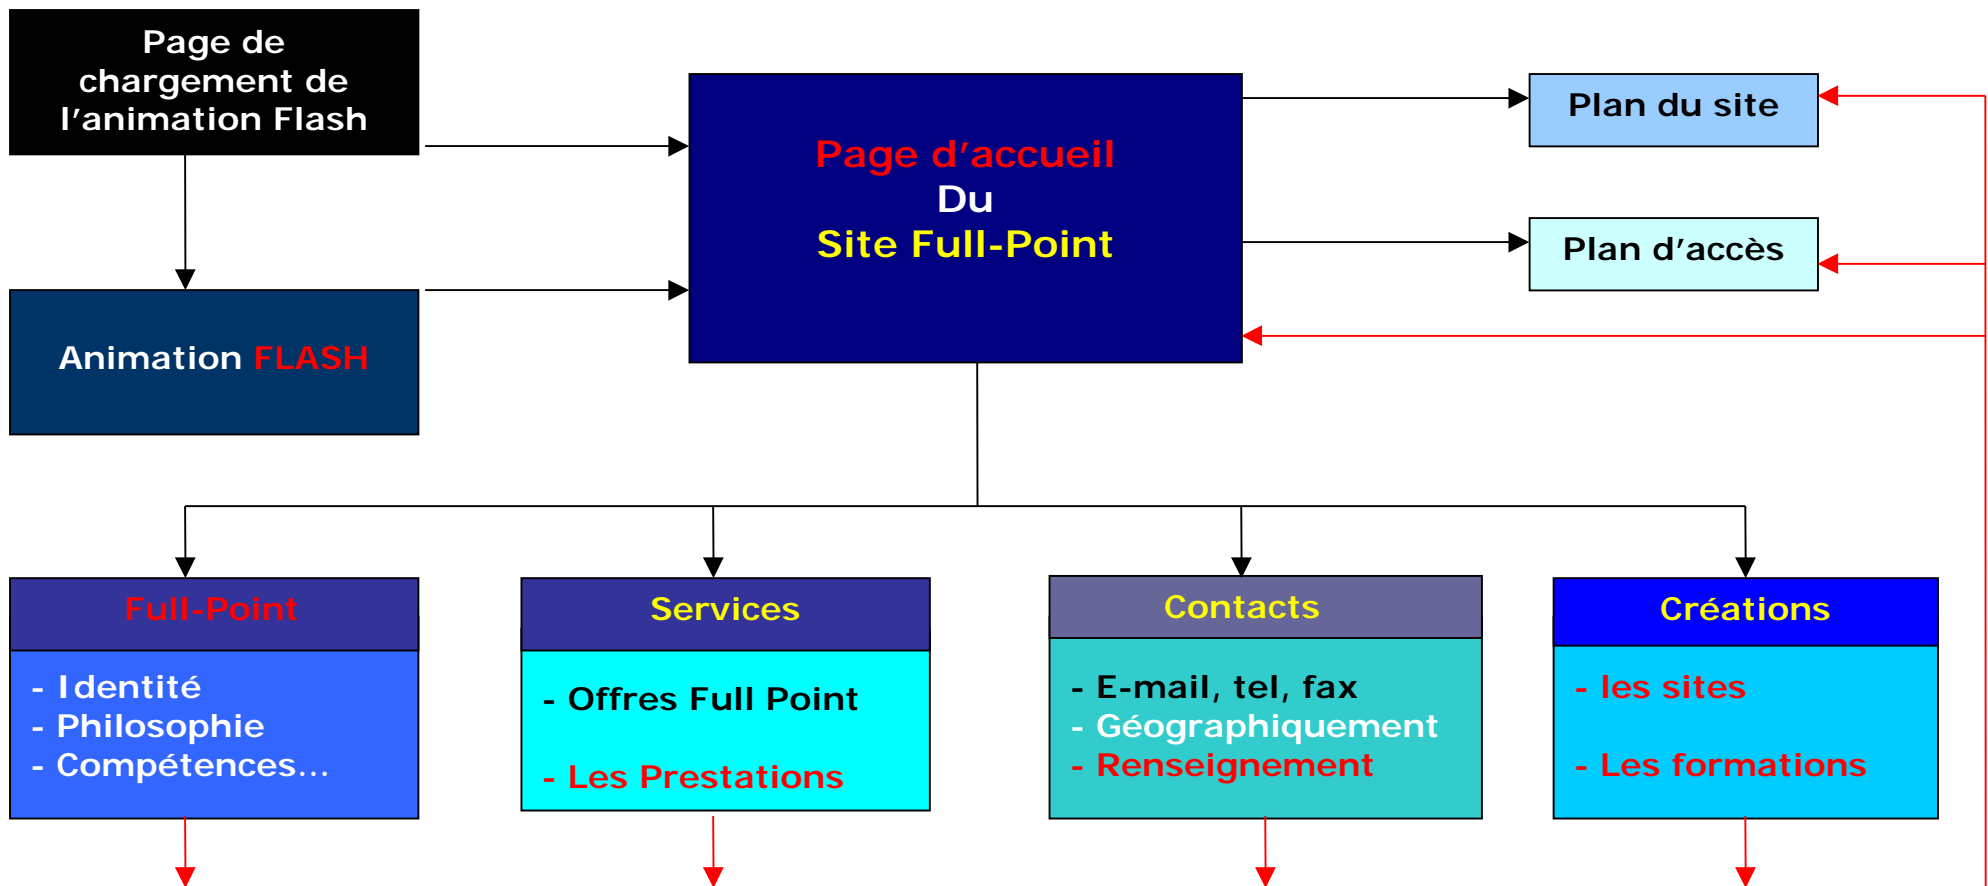 Page de
chargement de
l'animation Flash
Page d'accueil
Du
Site Full-Point
Plan du site
Plan d'accès
Animation FLASH
Full-Point
- Identité
- Philosophie
- Compétences...
Services
- Offres Full Point
- Les Prestations
Contacts
- E-mail, tel, fax
- Géographiquement
- Renseignement
Créations
- les sites
- Les formations